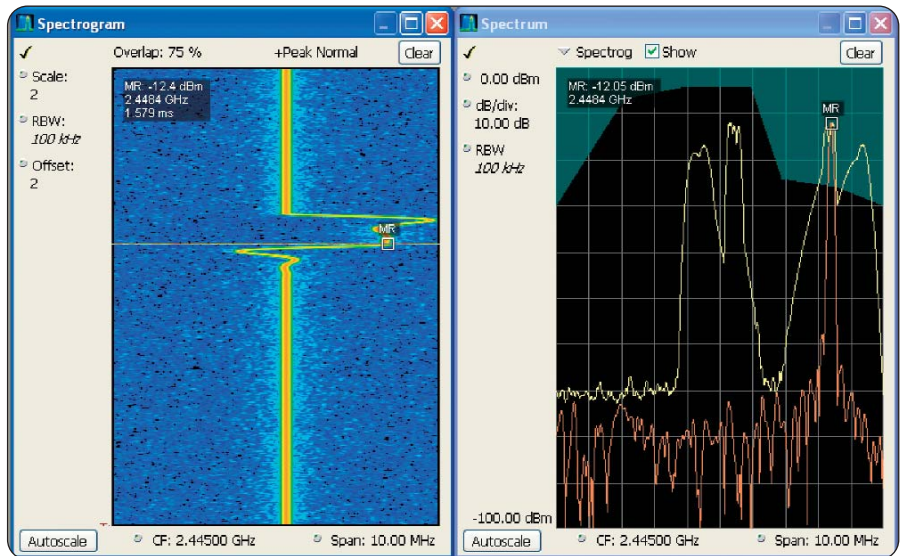 Spectrogram
Overlap: 75 %
+Peak Normal
Clear
Scale:
2
RBW:
100 kHz
Offset:
2
MR: -12.4 dBm
2.4484 GHz
1.579 ms
MR
Autoscale
CF: 2.44500 GHz
Span: 10.00 MHz
Spectrum
Spectrog
Show
Clear
0.00 dBm
dB/div:
10.00 dB
RBW
100 kHz
MR: -12.05 dBm
2.4484 GHz
MR
-100.00 dBm
Autoscale
CF: 2.44500 GHz
Span: 10.00 MHz